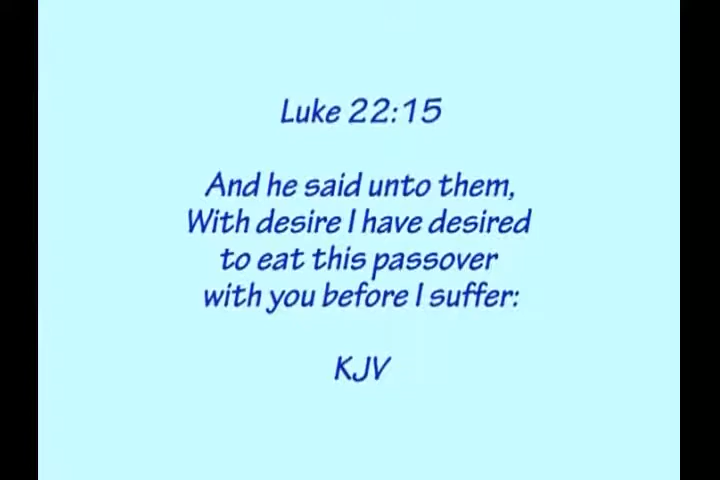 Luke 22:15
And he said unto them,
With desire I have desired
to eat this passover
with you before I suffer:
KJV